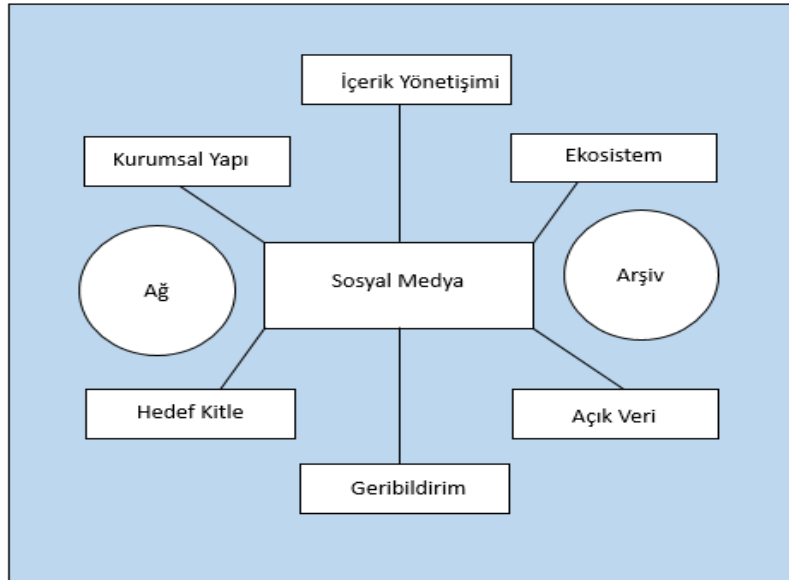 İçerik Yönetişimi
Kurumsal Yapı
Ekosistem
Ağ
Sosyal Medya
Arşiv
Hedef Kitle
Açık Veri
Geribildirim